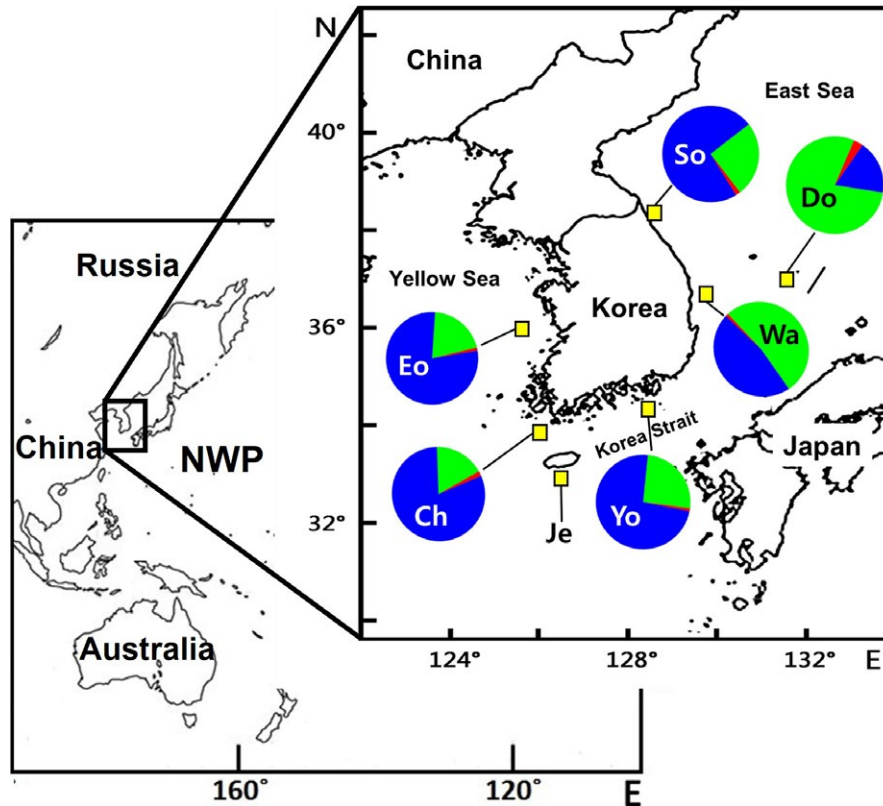 N
China
East Sea
40°
So
Do
Russia
Yellow Sea
Korea
36°
Eo
Wa
China
NWP
Korea Strait
Japan
Ch
Yo
32°
Je
Australia
124°
128°
132°
E
160°
120°
E